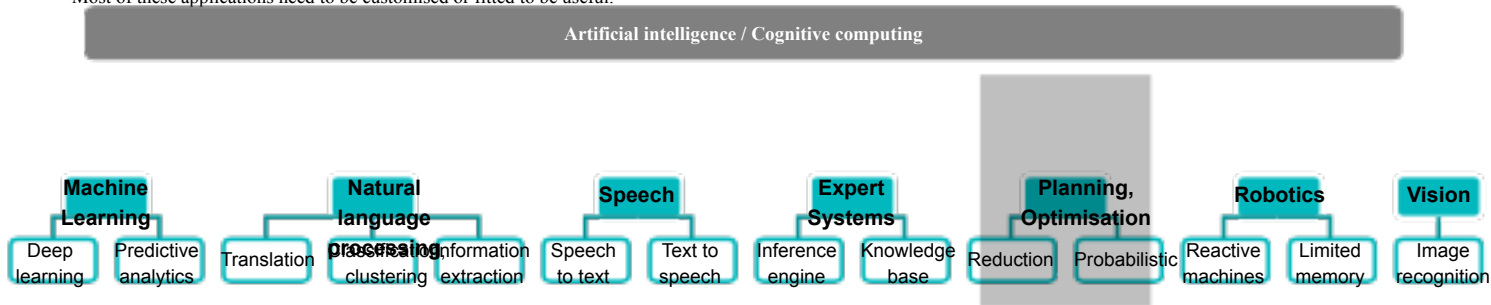 Most of these applications need to be customised or fitted to be useful.
Artificial intelligence / Cognitive computing
Machine
Learning
Deep
learning
Predictive
analytics
Natural
language
processing
Translation
Classification,
clustering
Information
extraction
Speech
Speech
to text
Text to
speech
Expert
Systems
Inference
engine
Knowledge
base
Planning,
Optimisation
Reduction
Probabilistic
Robotics
Reactive
machines
Limited
memory
Vision
Image
recognition